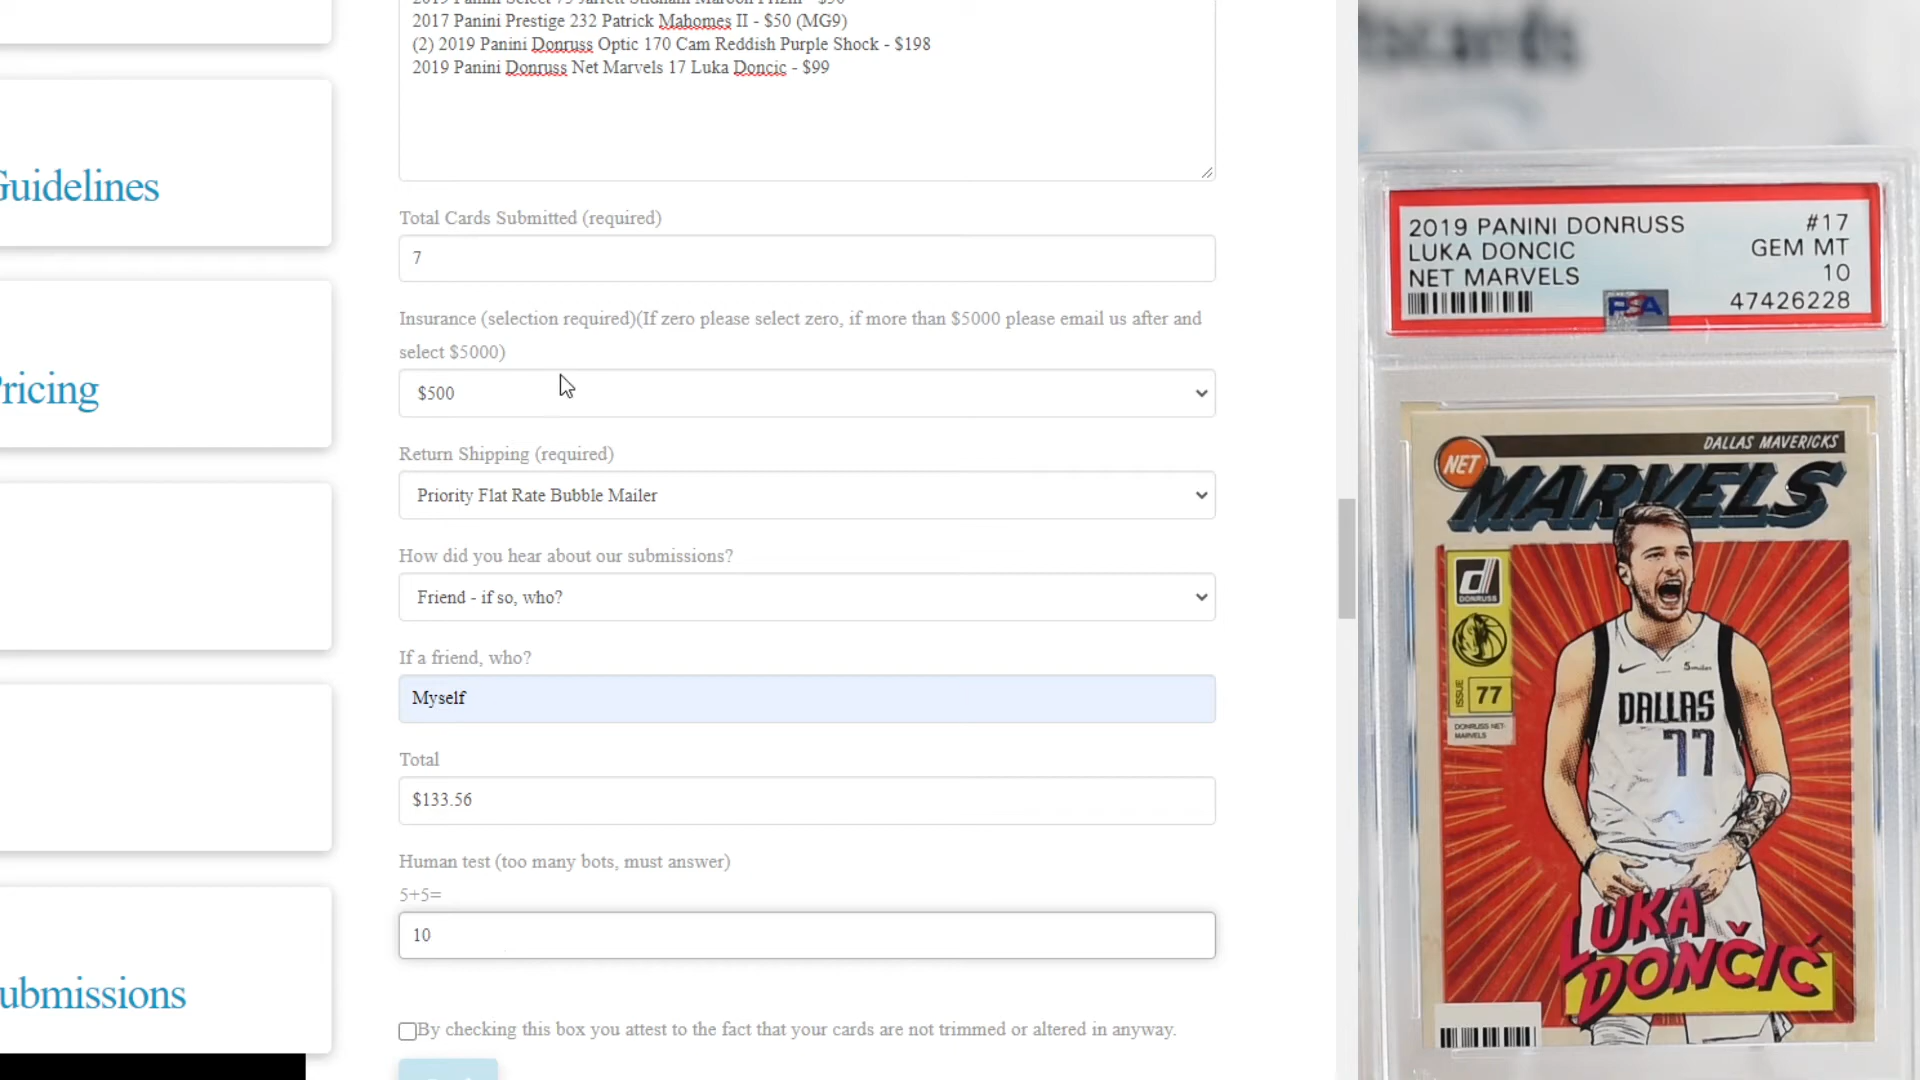 2017 Panini Prestige 232 Patrick Mahomes II - $50 (MG9)
(2) 2019 Panini Donruss Optic 170 Cam Reddish Purple Shock - $198
2019 Panini Donruss Net Marvels 17 Luka Doncic - $99
Total Cards Submitted (required)
7
Insurance (selection required)(If zero please select zero, if more than $5000 please email us after and
select $5000)
$500
Return Shipping (required)
Priority Flat Rate Bubble Mailer
How did you hear about our submissions?
Friend - if so, who?
If a friend, who?
Myself
Total
$133.56
Human test (too many bots, must answer)
5+5=
10
By checking this box you attest to the fact that your cards are not trimmed or altered in anyway.
Guidelines
Pricing
ubmissions
2019 PANINI DONRUSS #17
LUKA DONCIC GEM MT
NET MARVELS 10
PSA 47426228
DALLAS MAVERICKS
NET
MARVELS
d
DONRUSS
ISSUE 77
DONRUSS NET-
MARVELS
DALLAS
77
LUKA
DONČIĆ